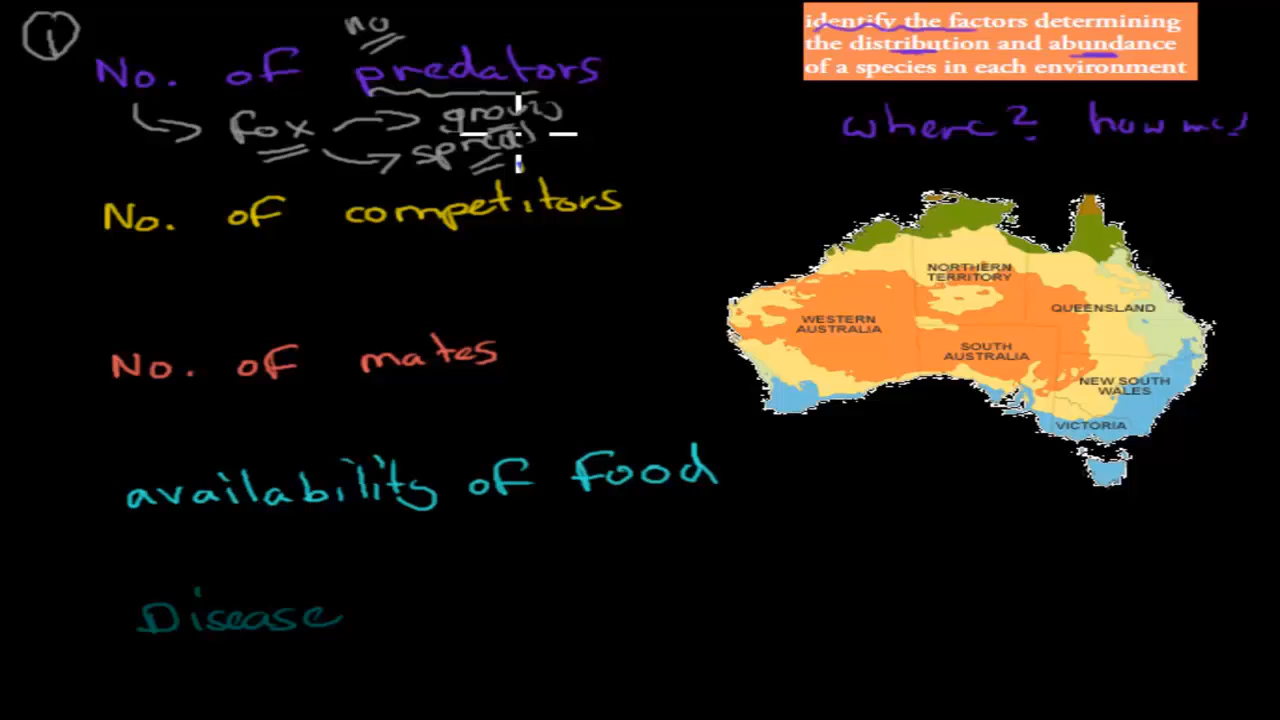 1
no
No. of predators
fox
grow
spread
No. of competitors
No. of mates
availability of food
Disease
identify the factors determining
the distribution and abundance
of a species in each environment
where? how
NORTHERN
TERRITORY
QUEENSLAND
WESTERN
AUSTRALIA
SOUTH
AUSTRALIA
NEW SOUTH
WALES
VICTORIA